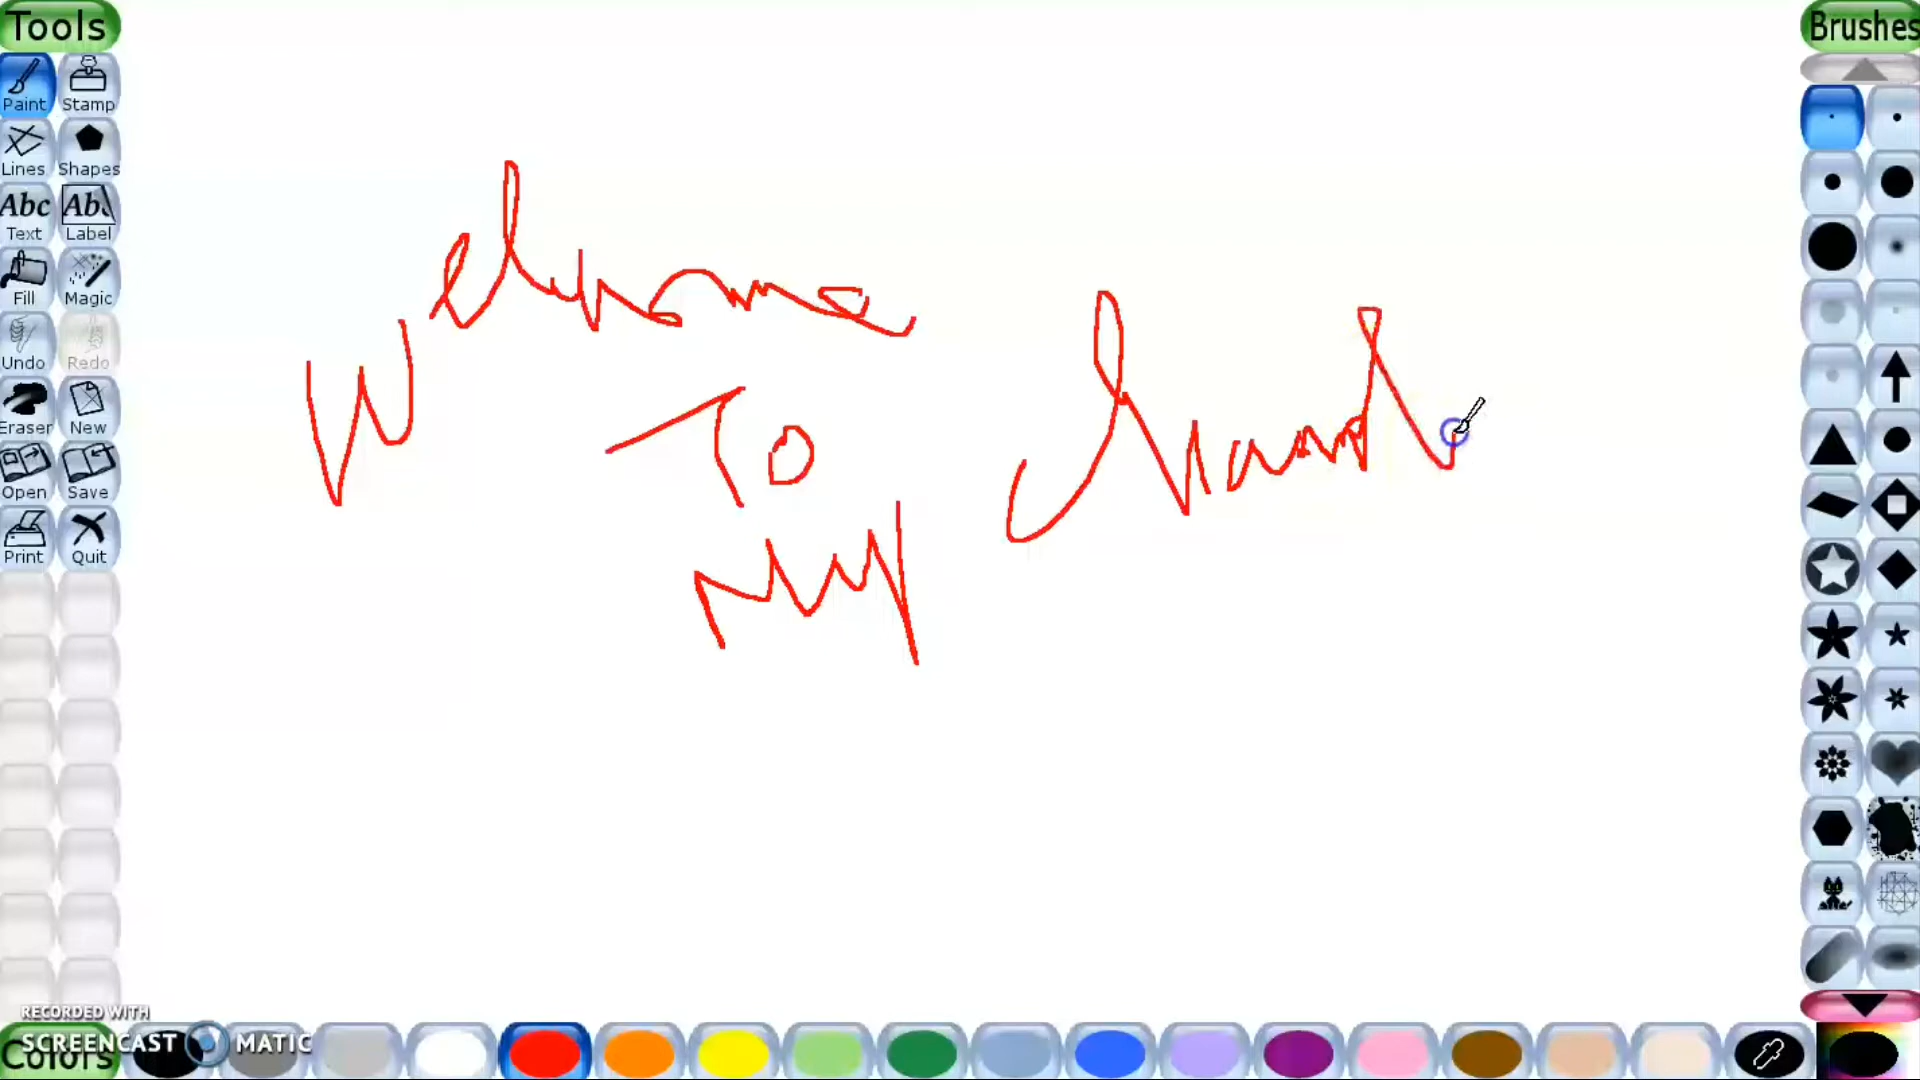 Tools
Brushes
Paint Stamp
Lines Shapes
Abc Abc
Text Label
Fill Magic
Undo Redo
Eraser New
Open Save
Print Quit
Welcome
To
My
RECORDED WITH
SCREENCAST MATIC
Colors